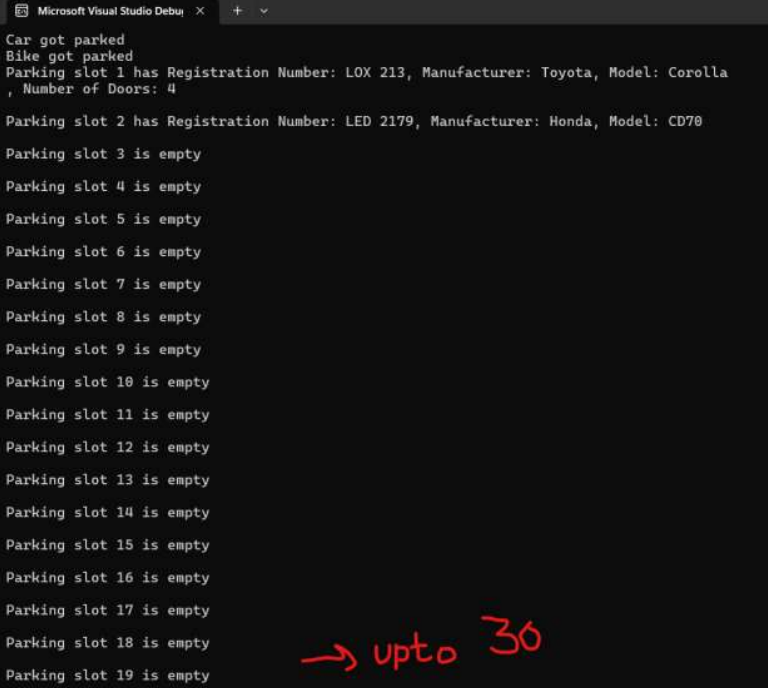 Microsoft Visual Studio Debu
Car got parked
Bike got parked
Parking slot 1 has Registration Number: LOX 213, Manufacturer: Toyota, Model: Corolla
, Number of Doors: 4
Parking slot 2 has Registration Number: LED 2179, Manufacturer: Honda, Model: CD70
Parking slot 3 is empty
Parking slot 4 is empty
Parking slot 5 is empty
Parking slot 6 is empty
Parking slot 7 is empty
Parking slot 8 is empty
Parking slot 9 is empty
Parking slot 10 is empty
Parking slot 11 is empty
Parking slot 12 is empty
Parking slot 13 is empty
Parking slot 14 is empty
Parking slot 15 is empty
Parking slot 16 is empty
Parking slot 17 is empty
Parking slot 18 is empty
→ upto 30
Parking slot 19 is empty